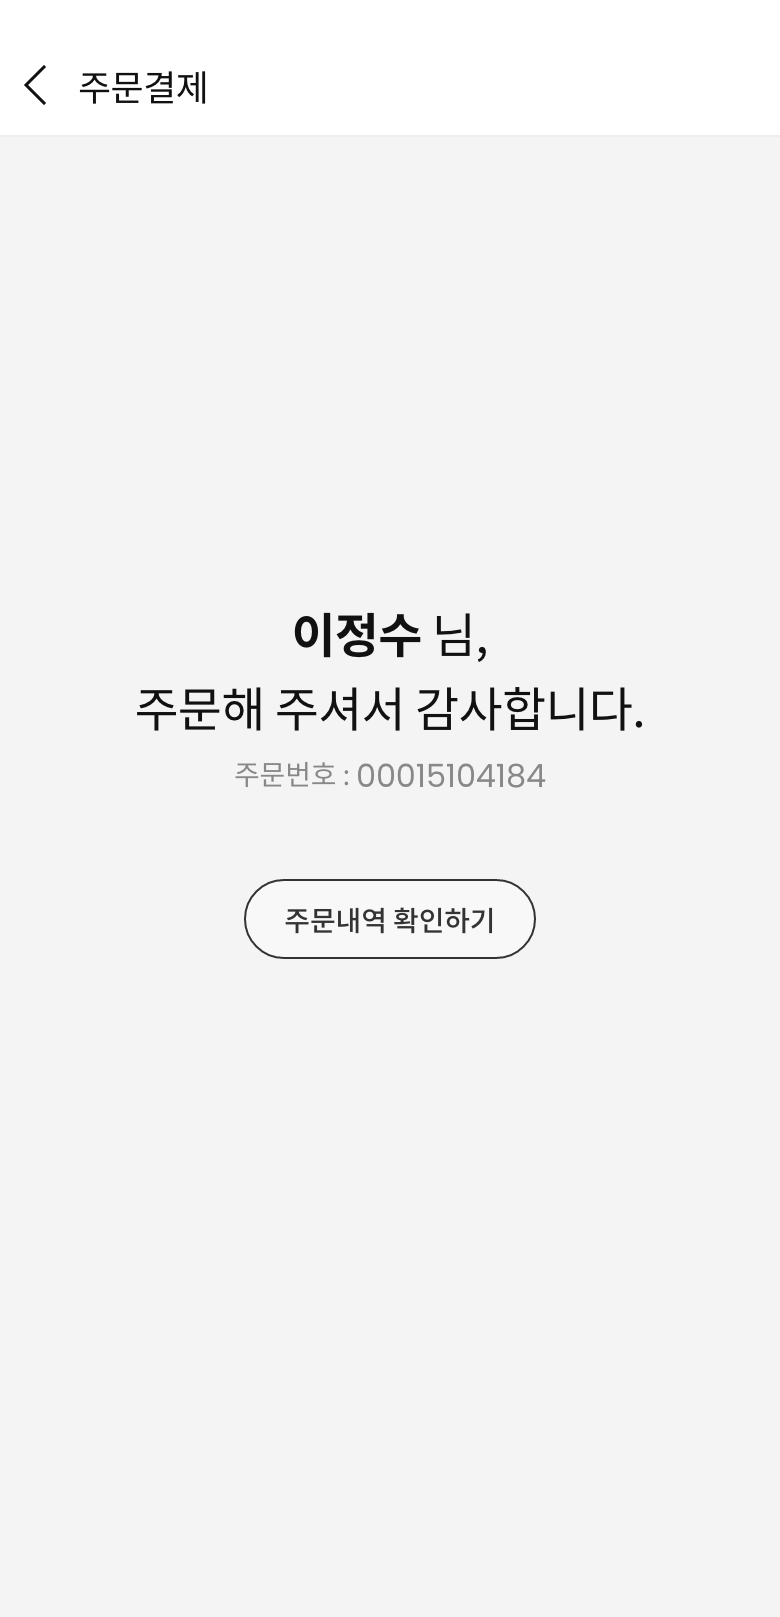 주문결제
이정수 님,
주문해 주셔서 감사합니다.
주문번호 : 00015104184
주문내역 확인하기